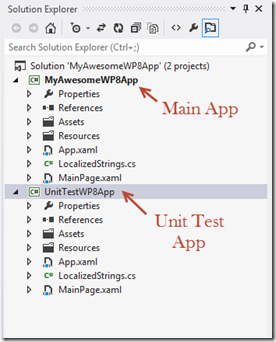 Solution Explorer
Search Solution Explorer (Ctrl+;)
Solution 'MyAwesomeWP8App' (2 projects)
MyAwesomeWP8App
Properties
References
Assets
Resources
App.xaml
LocalizedStrings.cs
MainPage.xaml
Main App
UnitTestWP8App
Properties
References
Assets
Resources
App.xaml
LocalizedStrings.cs
MainPage.xaml
Unit Test
App